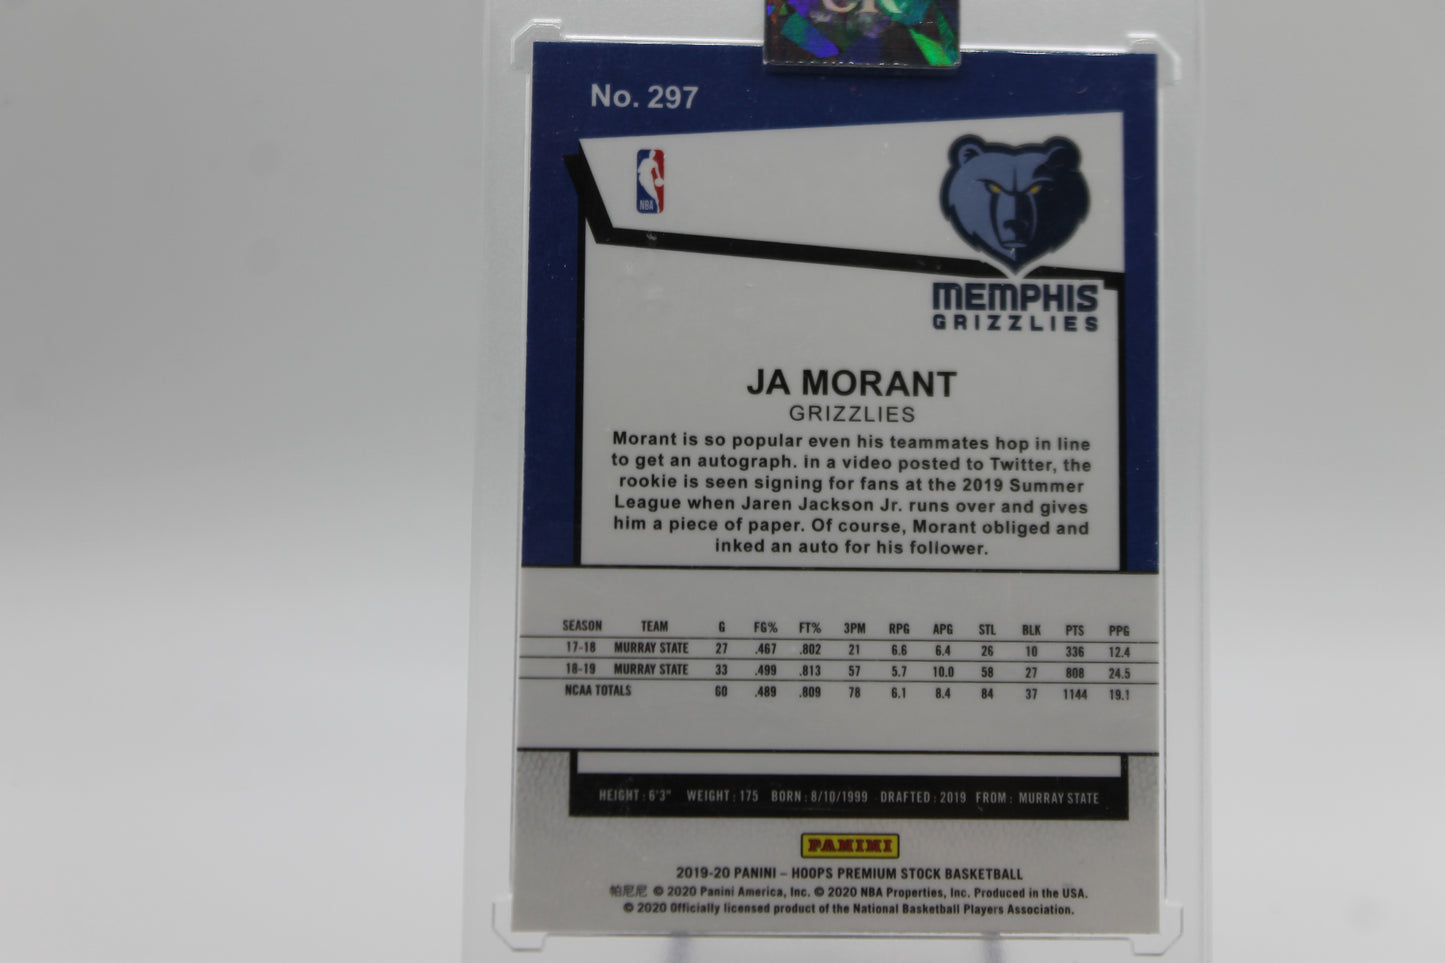 No. 297
NBA
MEMPHIS
GRIZZLIES
JA MORANT
GRIZZLIES
Morant is so popular even his teammates hop in line
to get an autograph. In a video posted to Twitter, the
rookie is seen signing for fans at the 2019 Summer
League when Jaren Jackson Jr. runs over and gives
him a piece of paper. Of course, Morant obliged and
inked an auto for his follower.
SEASON TEAM G FG% FT% 3PM RPG APG STL BLK PTS PPG
17-18 MURRAY STATE 27 .467 .802 21 6.6 6.4 26 10 336 12.4
18-19 MURRAY STATE 33 .499 .813 57 5.7 10.0 58 27 808 24.5
NCAA TOTALS 60 .489 .809 78 6.1 8.4 84 37 1144 19.1
HEIGHT: 6'3" WEIGHT: 175 BORN: 8/10/1999 DRAFTED: 2019 FROM: MURRAY STATE
PANINI
2019-20 PANINI – HOOPS PREMIUM STOCK BASKETBALL
帕尼尼 © 2020 Panini America, Inc. © 2020 NBA Properties, Inc. Produced in the USA.
© 2020 Officially licensed product of the National Basketball Players Association.